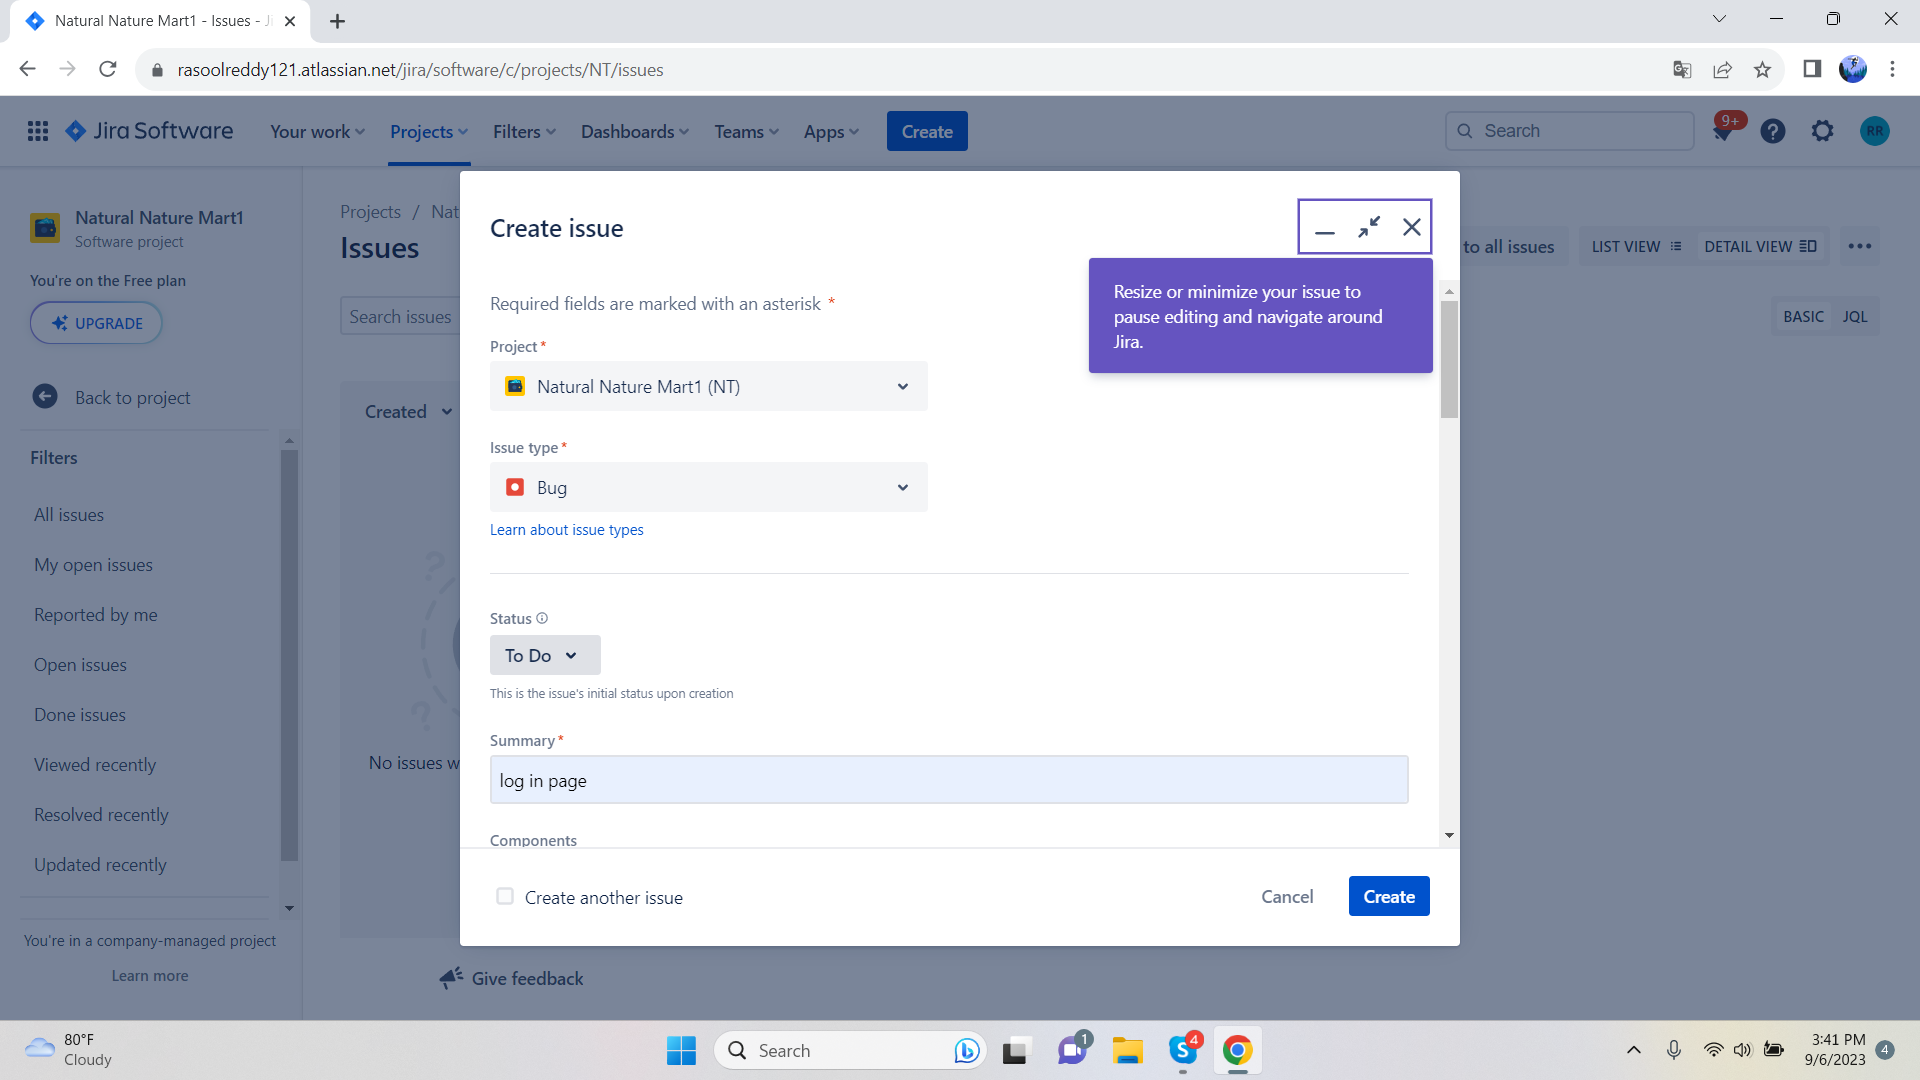 Natural Nature Mart1 - Issues - Ji
rasoolreddy121.atlassian.net/jira/software/c/projects/NT/issues
Jira Software
Your work
Projects
Filters
Dashboards
Teams
Apps
Create
Search
9+
RR
Natural Nature Mart1
Software project
You're on the Free plan
UPGRADE
Back to project
Filters
All issues
My open issues
Reported by me
Open issues
Done issues
Viewed recently
Resolved recently
Updated recently
You're in a company-managed project
Learn more
Projects / Nat
Issues
to all issues
LIST VIEW
DETAIL VIEW
Search issues
BASIC
JQL
Created
No issues w
Give feedback
Create issue
Resize or minimize your issue to
pause editing and navigate around
Jira.
Required fields are marked with an asterisk *
Project *
Natural Nature Mart1 (NT)
Issue type *
Bug
Learn about issue types
Status
To Do
This is the issue's initial status upon creation
Summary *
log in page
Components
Create another issue
Cancel
Create
80°F
Cloudy
Search
1
4
3:41 PM
9/6/2023
4